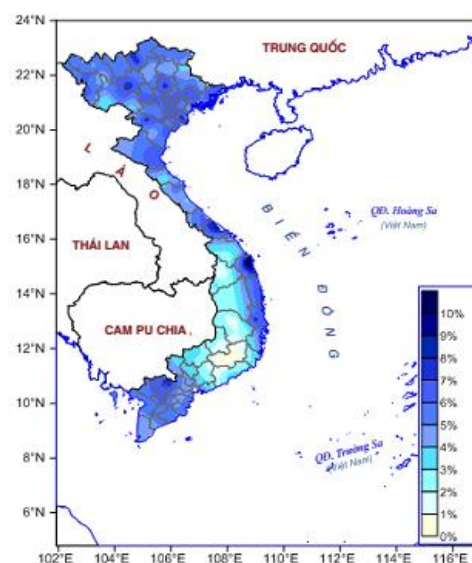 24°N
TRUNG QUỐC
22°N
20°N
L À O
18°N
QĐ. Hoàng Sa
(Việt Nam)
BIỂN ĐÔNG
16°N
THÁI LAN
14°N
CAM PU CHIA
12°N
10°N
QĐ. Trường Sa
(Việt Nam)
8°N
6°N
10%
9%
8%
7%
6%
5%
4%
3%
2%
1%
0%
102°E 104°E 106°E 108°E 110°E 112°E 114°E 116°E